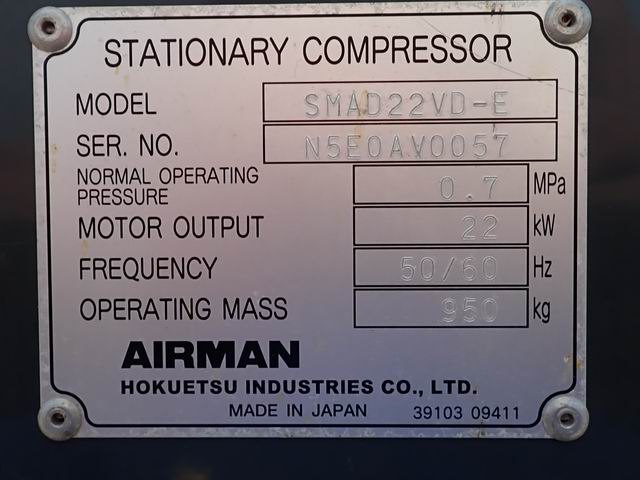 STATIONARY COMPRESSOR
MODEL SMAD22VD-E
SER. NO. N5E0AV0057
NORMAL OPERATING
PRESSURE 0.7 MPa
MOTOR OUTPUT 22 kW
FREQUENCY 50/60 Hz
OPERATING MASS 950 kg
AIRMAN
HOKUETSU INDUSTRIES CO., LTD.
MADE IN JAPAN 39103 09411